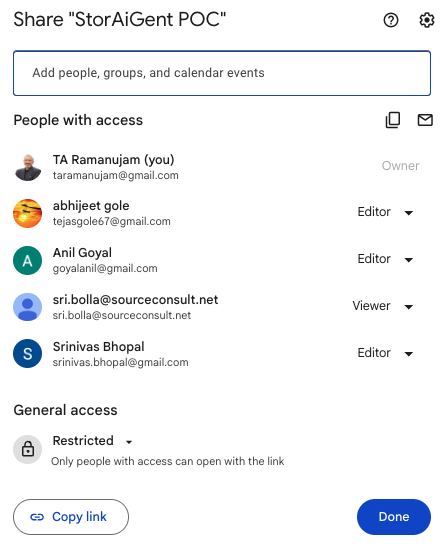 Share "StorAiGent POC"
Add people, groups, and calendar events
People with access
TA Ramanujam (you)
taramanujam@gmail.com
Owner
abhijeet gole
tejasgole67@gmail.com
Editor
A
Anil Goyal
goyalanil@gmail.com
Editor
sri.bolla@sourceconsult.net
sri.bolla@sourceconsult.net
Viewer
S
Srinivas Bhopal
srinivas.bhopal@gmail.com
Editor
General access
Restricted
Only people with access can open with the link
Copy link
Done